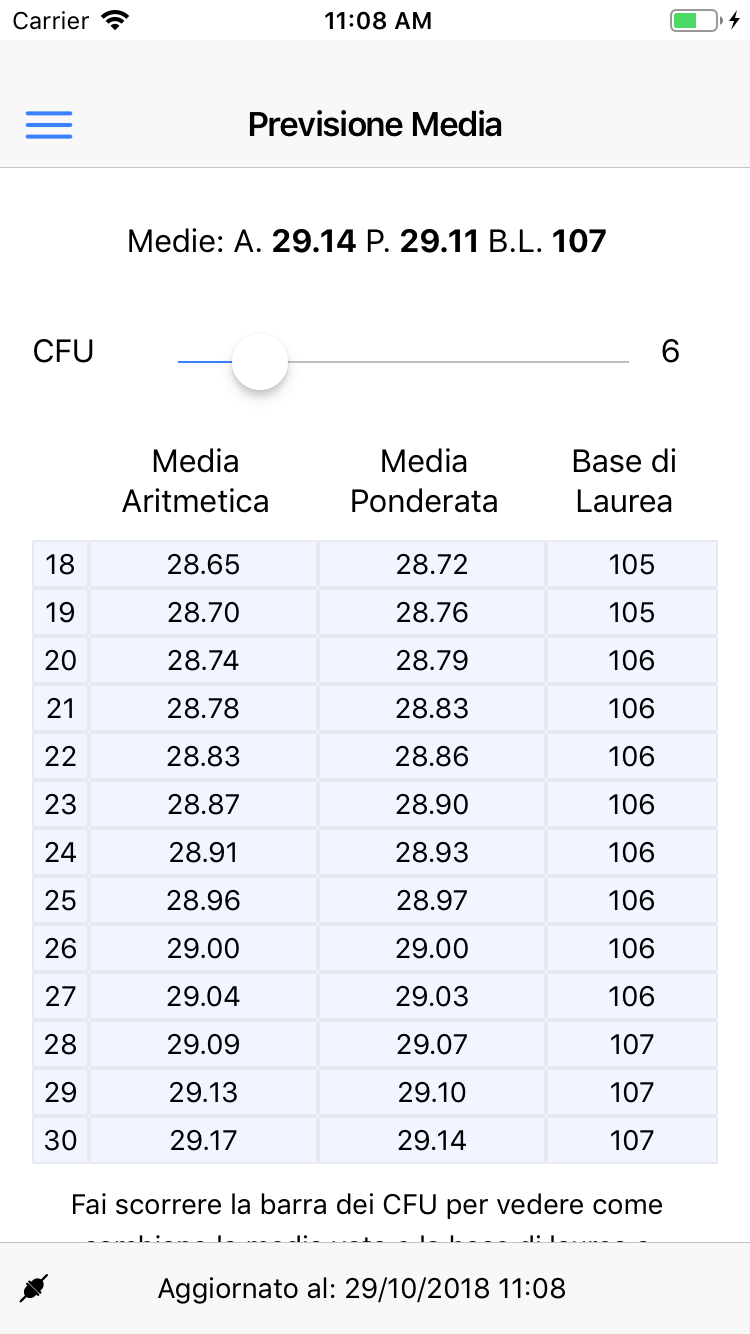 Carrier 11:08 AM
Previsione Media
Medie: A. 29.14 P. 29.11 B.L. 107
CFU 6
Media Media Base di
Aritmetica Ponderata Laurea
18 28.65 28.72 105
19 28.70 28.76 105
20 28.74 28.79 106
21 28.78 28.83 106
22 28.83 28.86 106
23 28.87 28.90 106
24 28.91 28.93 106
25 28.96 28.97 106
26 29.00 29.00 106
27 29.04 29.03 106
28 29.09 29.07 107
29 29.13 29.10 107
30 29.17 29.14 107
Fai scorrere la barra dei CFU per vedere come
Aggiornato al: 29/10/2018 11:08